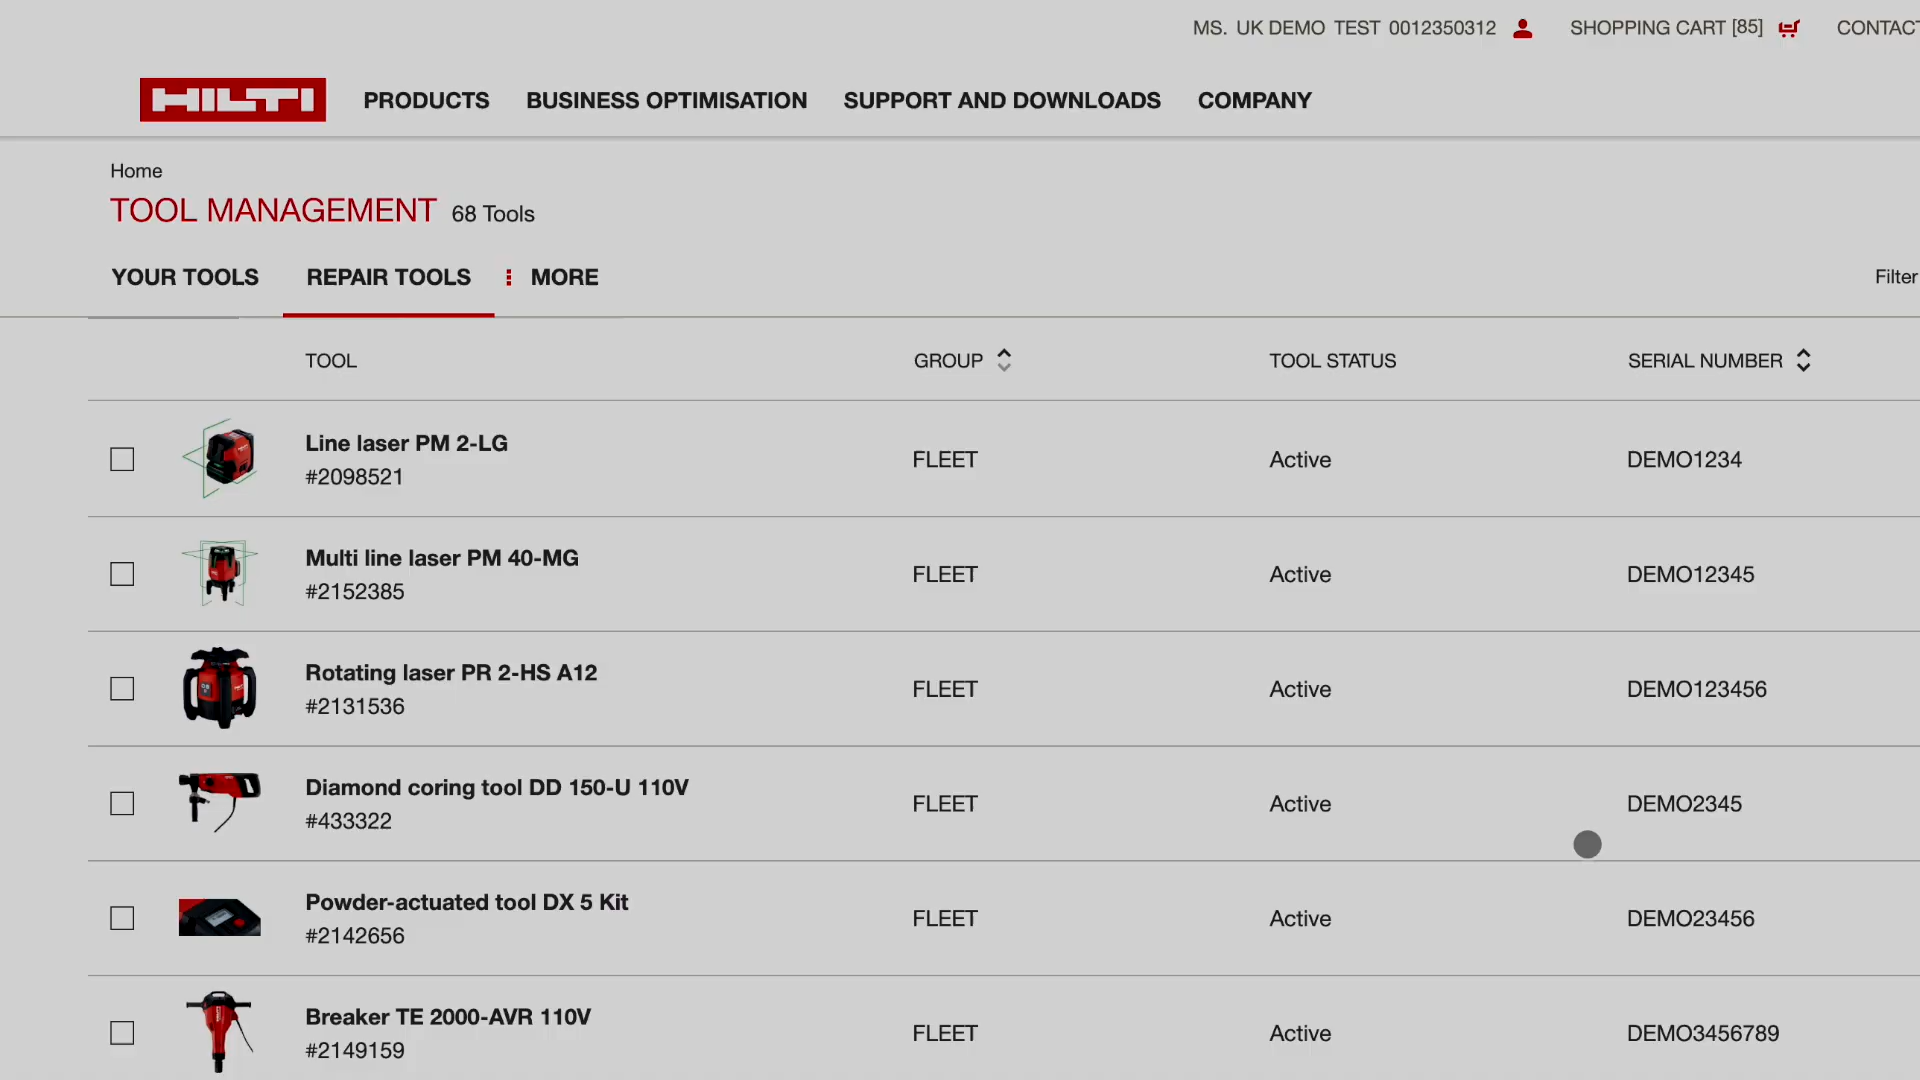 MS. UK DEMO TEST 0012350312 SHOPPING CART [85] CONTACT
HILTI PRODUCTS BUSINESS OPTIMISATION SUPPORT AND DOWNLOADS COMPANY
Home
TOOL MANAGEMENT 68 Tools
YOUR TOOLS REPAIR TOOLS MORE Filter
TOOL GROUP TOOL STATUS SERIAL NUMBER
Line laser PM 2-LG
#2098521
FLEET Active DEMO1234
Multi line laser PM 40-MG
#2152385
FLEET Active DEMO12345
Rotating laser PR 2-HS A12
#2131536
FLEET Active DEMO123456
Diamond coring tool DD 150-U 110V
#433322
FLEET Active DEMO2345
Powder-actuated tool DX 5 Kit
#2142656
FLEET Active DEMO23456
Breaker TE 2000-AVR 110V
#2149159
FLEET Active DEMO3456789